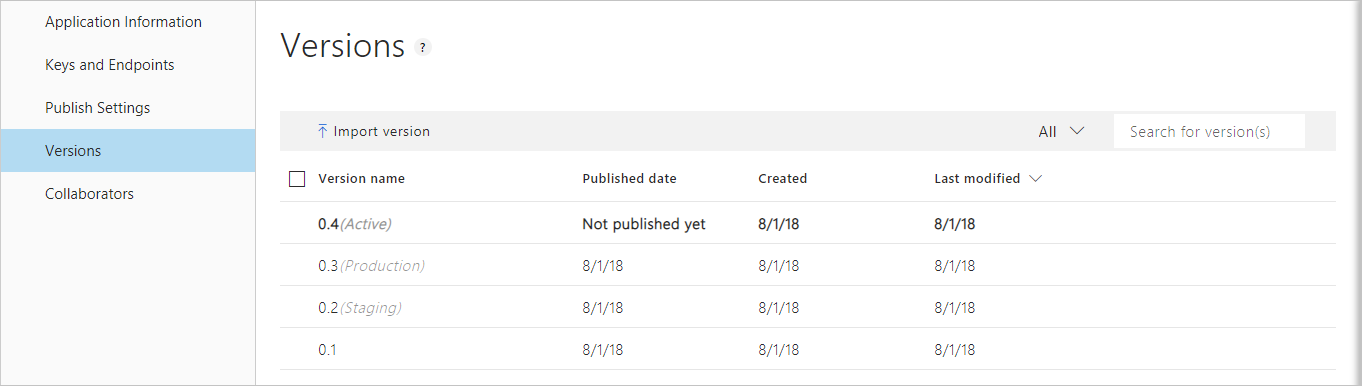 Application Information
Keys and Endpoints
Publish Settings
Versions
Collaborators
Versions ?
Import version All Search for version(s)
Version name Published date Created Last modified
0.4 (Active) Not published yet 8/1/18 8/1/18
0.3 (Production) 8/1/18 8/1/18 8/1/18
0.2 (Staging) 8/1/18 8/1/18 8/1/18
0.1 8/1/18 8/1/18 8/1/18